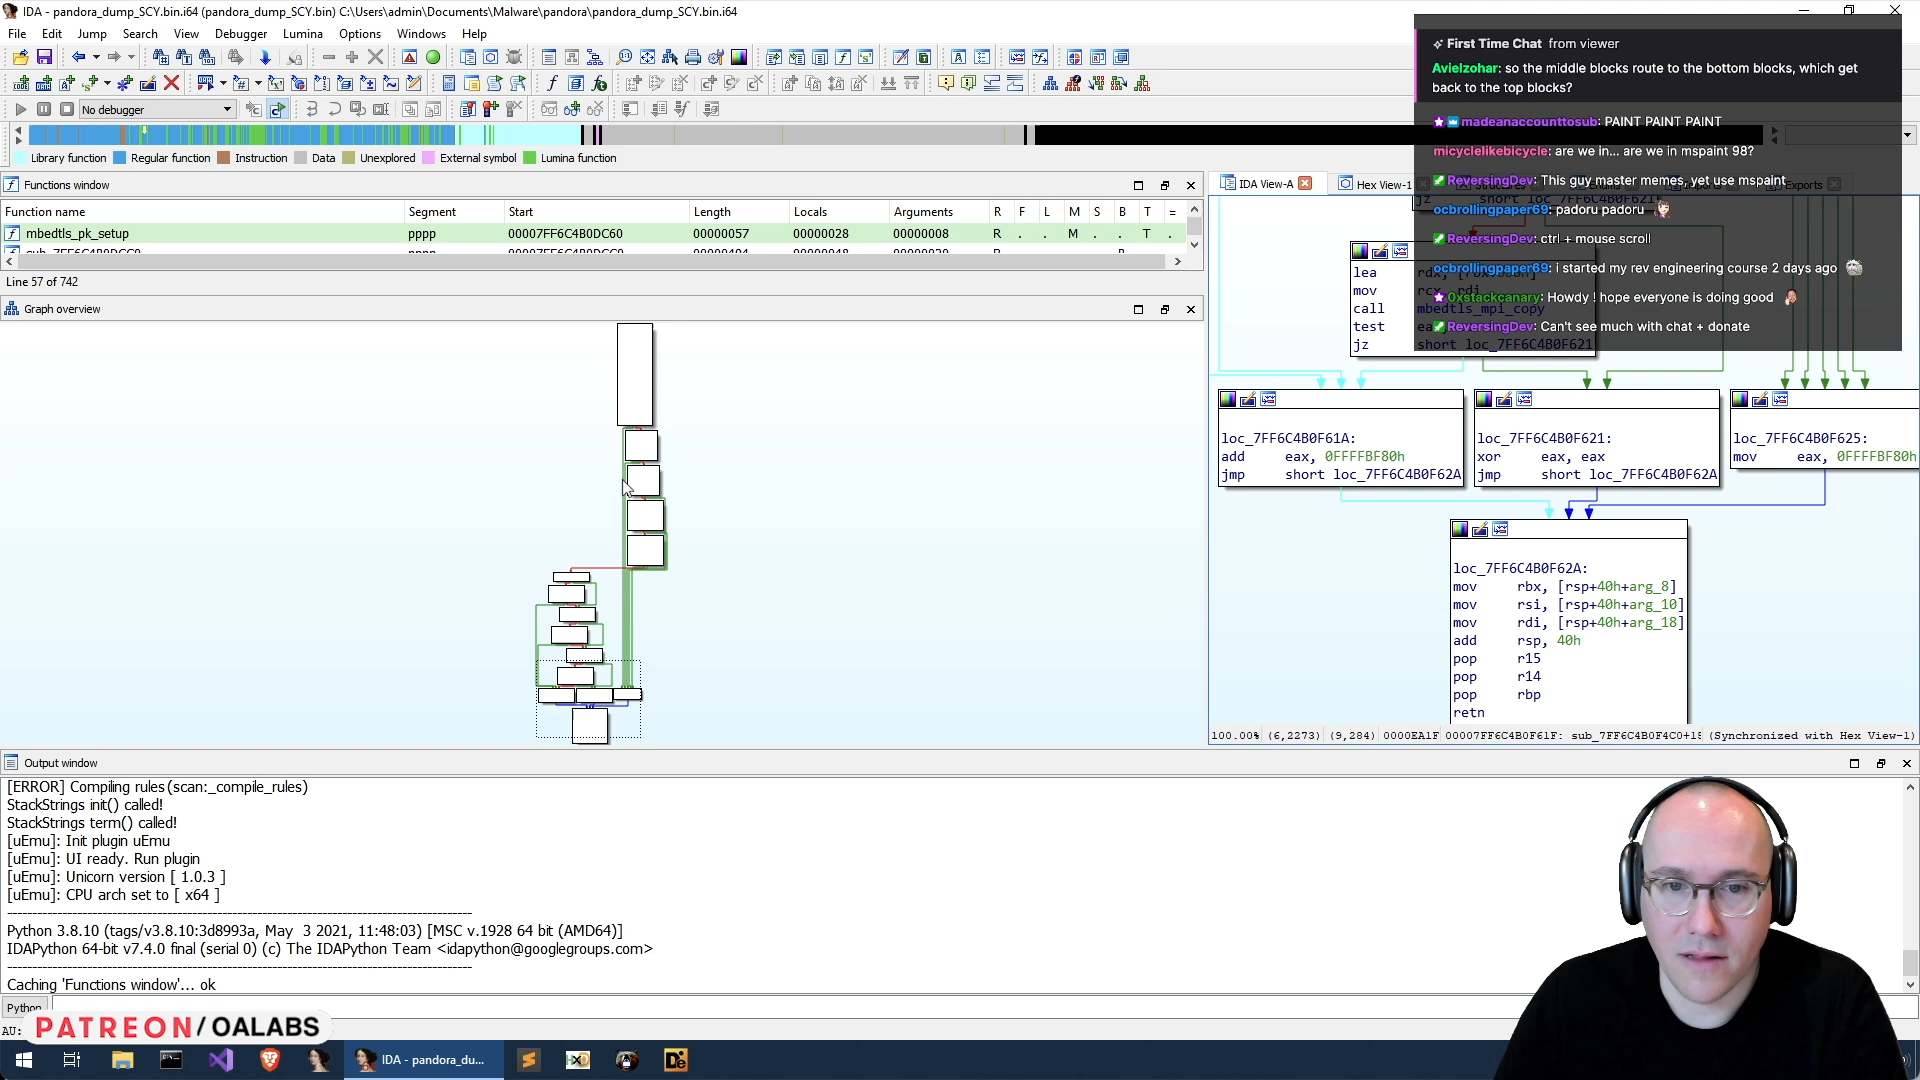 IDA - pandora_dump_SCY.bin.i64 (pandora_dump_SCY.bin) C:\Users\admin\Documents\Malware\pandora\pandora_dump_SCY.bin.i64
File Edit Jump Search View Debugger Lumina Options Windows Help
No debugger
Library function Regular function Instruction Data Unexplored External symbol Lumina function
Functions window
Function name Segment Start Length Locals Arguments R F L M S B T =
mbedtls_pk_setup pppp 00007FF6C4B0DC60 00000057 00000028 00000008 R . . M . . T .
Line 57 of 742
Graph overview
IDA View-A Hex View-1 Exports
First Time Chat from viewer
Avielzohar: so the middle blocks route to the bottom blocks, which get
back to the top blocks?
madeanaccounttosub: PAINT PAINT PAINT
micyclelikebicycle: are we in... are we in mspaint 98?
ReversingDev: This guy master memes, yet use mspaint
ocbrollingpaper69: padoru padoru
ReversingDev: ctrl + mouse scroll
ocbrollingpaper69: i started my rev engineering course 2 days ago
0xstackcanary: Howdy ! hope everyone is doing good
ReversingDev: Can't see much with chat + donate
lea
mov rcx, rdi
call mbedtls_mpi_copy
test
jz short loc_7FF6C4B0F621
loc_7FF6C4B0F61A:
add eax, 0FFFFBF80h
jmp short loc_7FF6C4B0F62A
loc_7FF6C4B0F621:
xor eax, eax
jmp short loc_7FF6C4B0F62A
loc_7FF6C4B0F625:
mov eax, 0FFFFBF80h
loc_7FF6C4B0F62A:
mov rbx, [rsp+40h+arg_8]
mov rsi, [rsp+40h+arg_10]
mov rdi, [rsp+40h+arg_18]
add rsp, 40h
pop r15
pop r14
pop rbp
retn
100.00% (6,2273) (9,284) 0000EA1F 00007FF6C4B0F61F: sub_7FF6C4B0F4C0+15 (Synchronized with Hex View-1)
Output window
[ERROR] Compiling rules (scan:_compile_rules)
StackStrings init() called!
StackStrings term() called!
[uEmu]: Init plugin uEmu
[uEmu]: UI ready. Run plugin
[uEmu]: Unicorn version [ 1.0.3 ]
[uEmu]: CPU arch set to [ x64 ]
Python 3.8.10 (tags/v3.8.10:3d8993a, May 3 2021, 11:48:03) [MSC v.1928 64 bit (AMD64)]
IDAPython 64-bit v7.4.0 final (serial 0) (c) The IDAPython Team <idapython@googlegroups.com>
Caching 'Functions window'... ok
Python
AU:
PATREON/OALABS
IDA - pandora_du...